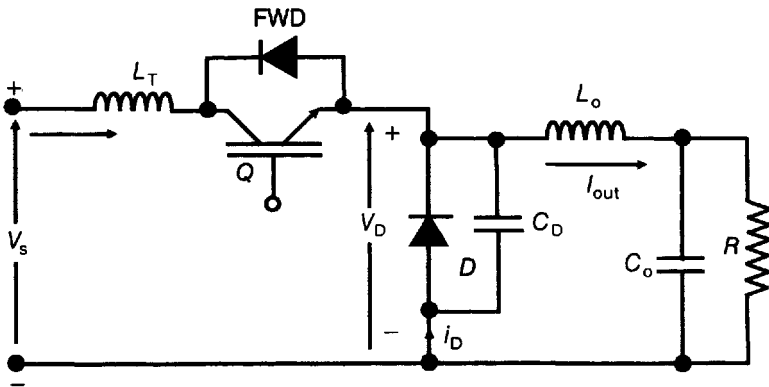 FWD
L_T
L_o
+
Q
+
V_D
I_out
V_s
D
C_D
C_o
R
−
i_D
−